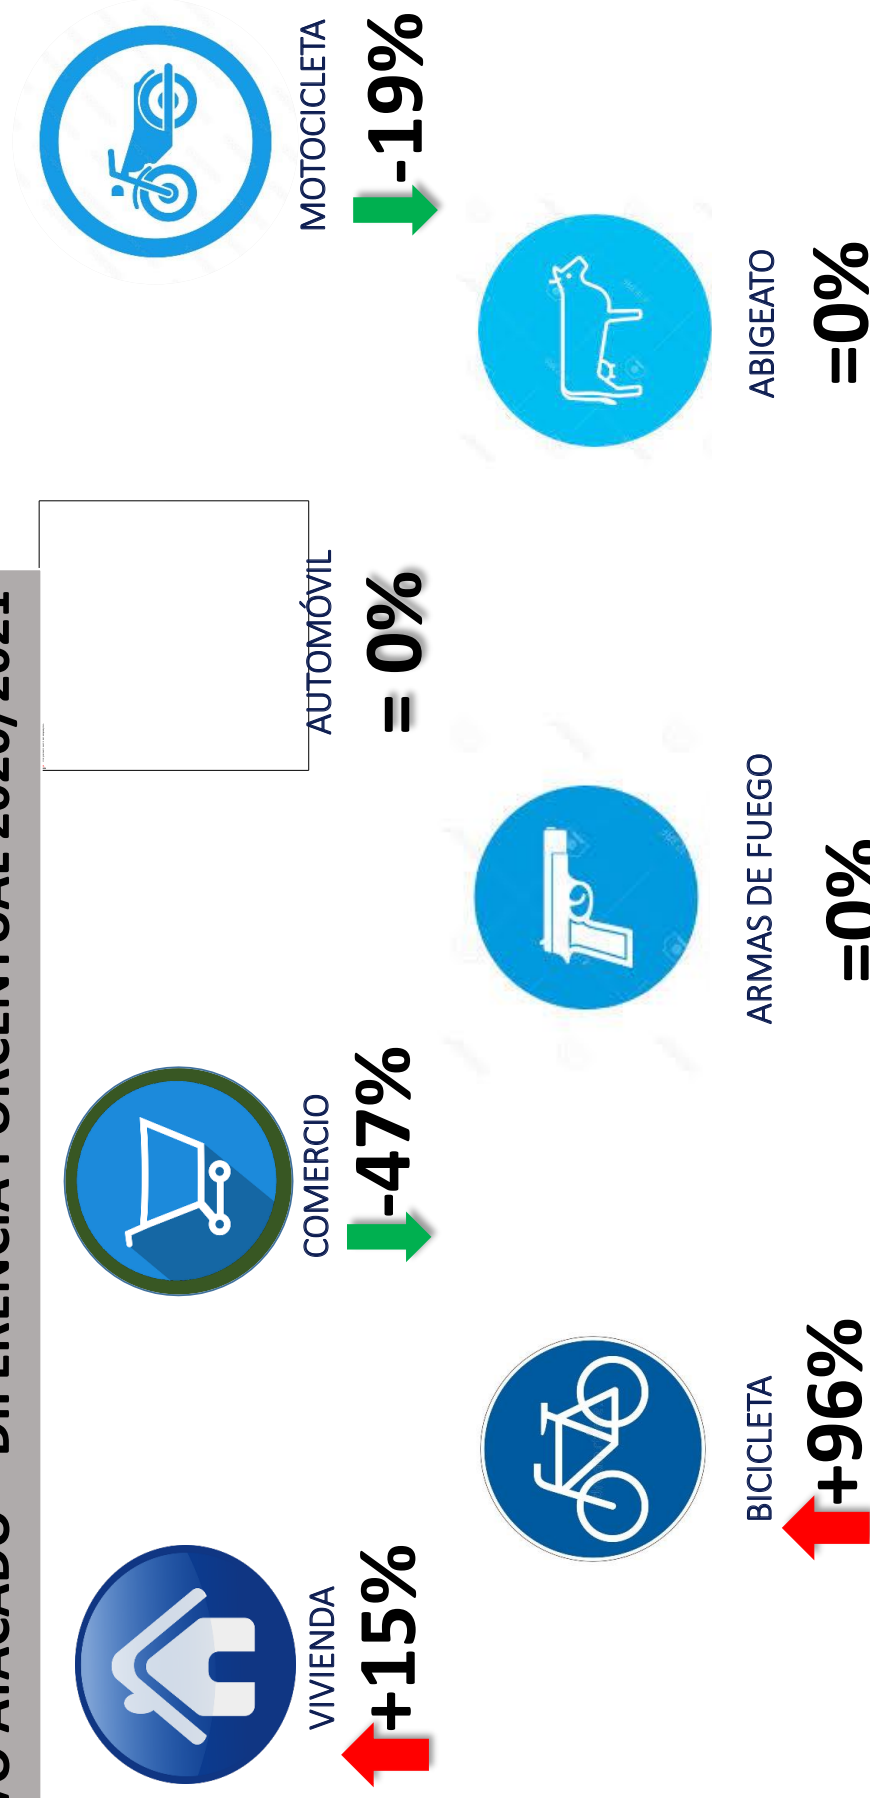 ATACADO DIFERENCIA PORCENTUAL 2020/2021
VIVIENDA
+15%
COMERCIO
-47%
AUTOMÓVIL
= 0%
MOTOCICLETA
-19%
BICICLETA
+96%
ARMAS DE FUEGO
=0%
ABIGEATO
=0%